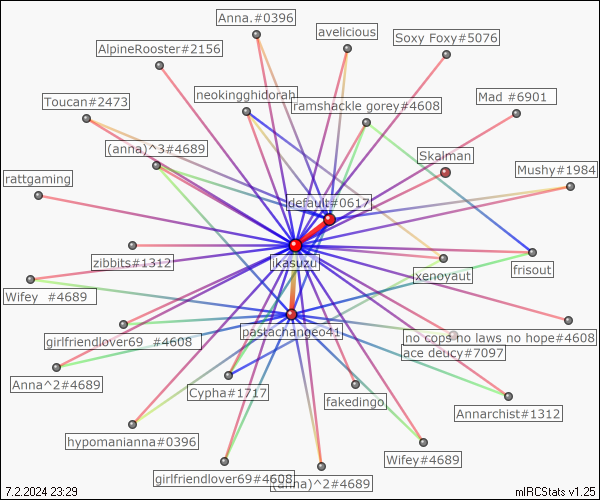 Anna.#0396
avelicious
Soxy Foxy#5076
AlpineRooster#2156
neokingghidorah
ramshackle gorey#4608
Mad #6901
Toucan#2473
(anna)^3#4689
Skalman
Mushy#1984
rattgaming
default#0617
zibbits#1312
ikasuzu
xenoyaut
frisout
Wifey #4689
girlfriendlover69 #4608
pastachangeo41
no cops no laws no hope#4608
ace deucy#7097
Anna^2#4689
Cypha#1717
fakedingo
Annarchist#1312
hypomanianna#0396
Wifey#4689
girlfriendlover69#4608
(anna)^2#4689
7.2.2024 23:29
mIRCStats v1.25